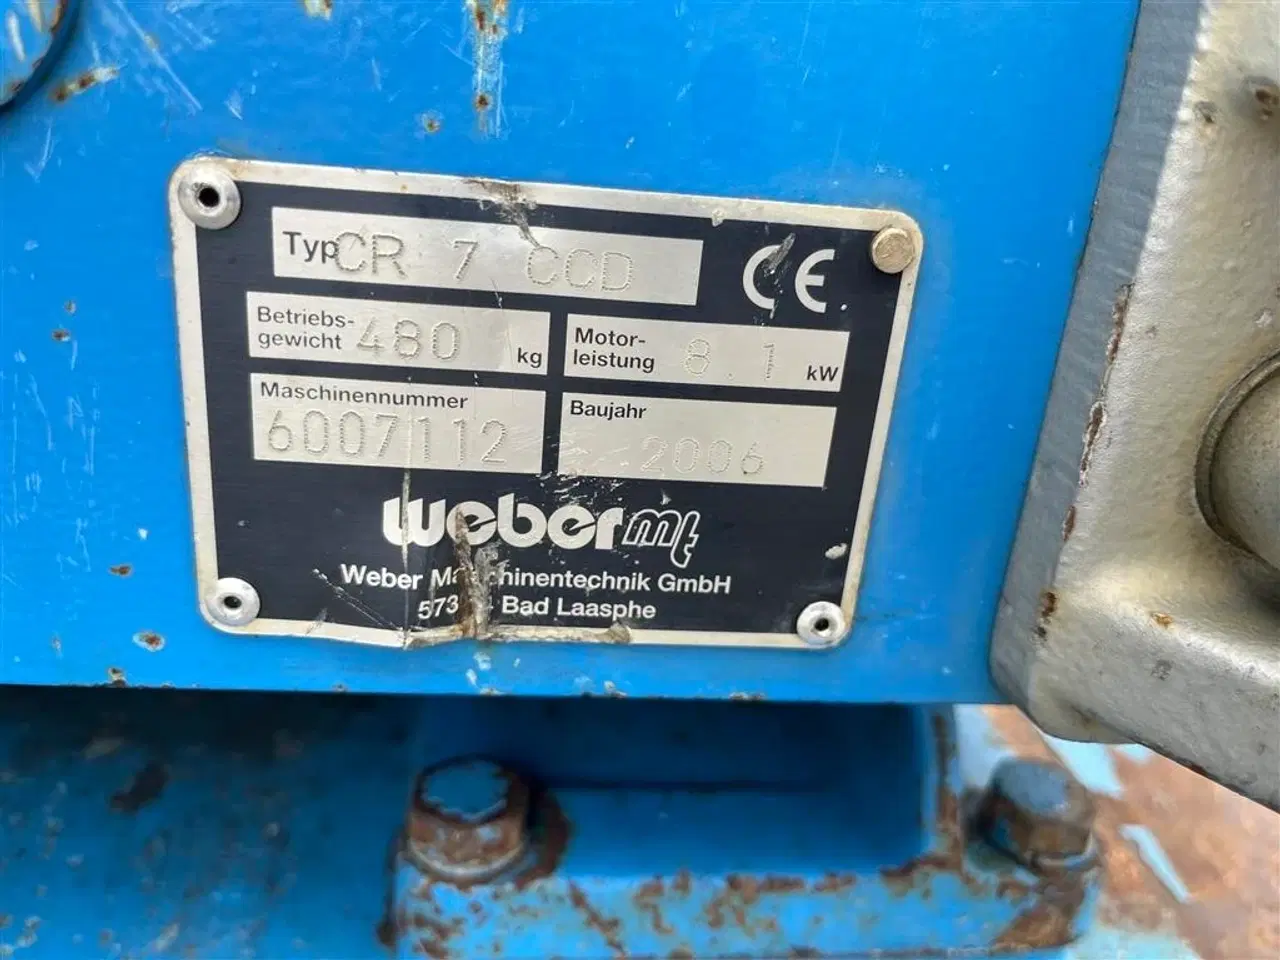 Typ CR 7 CCD
CE
Betriebs-
gewicht 480 kg
Motor-
leistung 8.1 kW
Maschinennummer
6007112
Baujahr
2006
weber mt
Weber Maschinentechnik GmbH
Bad Laasphe